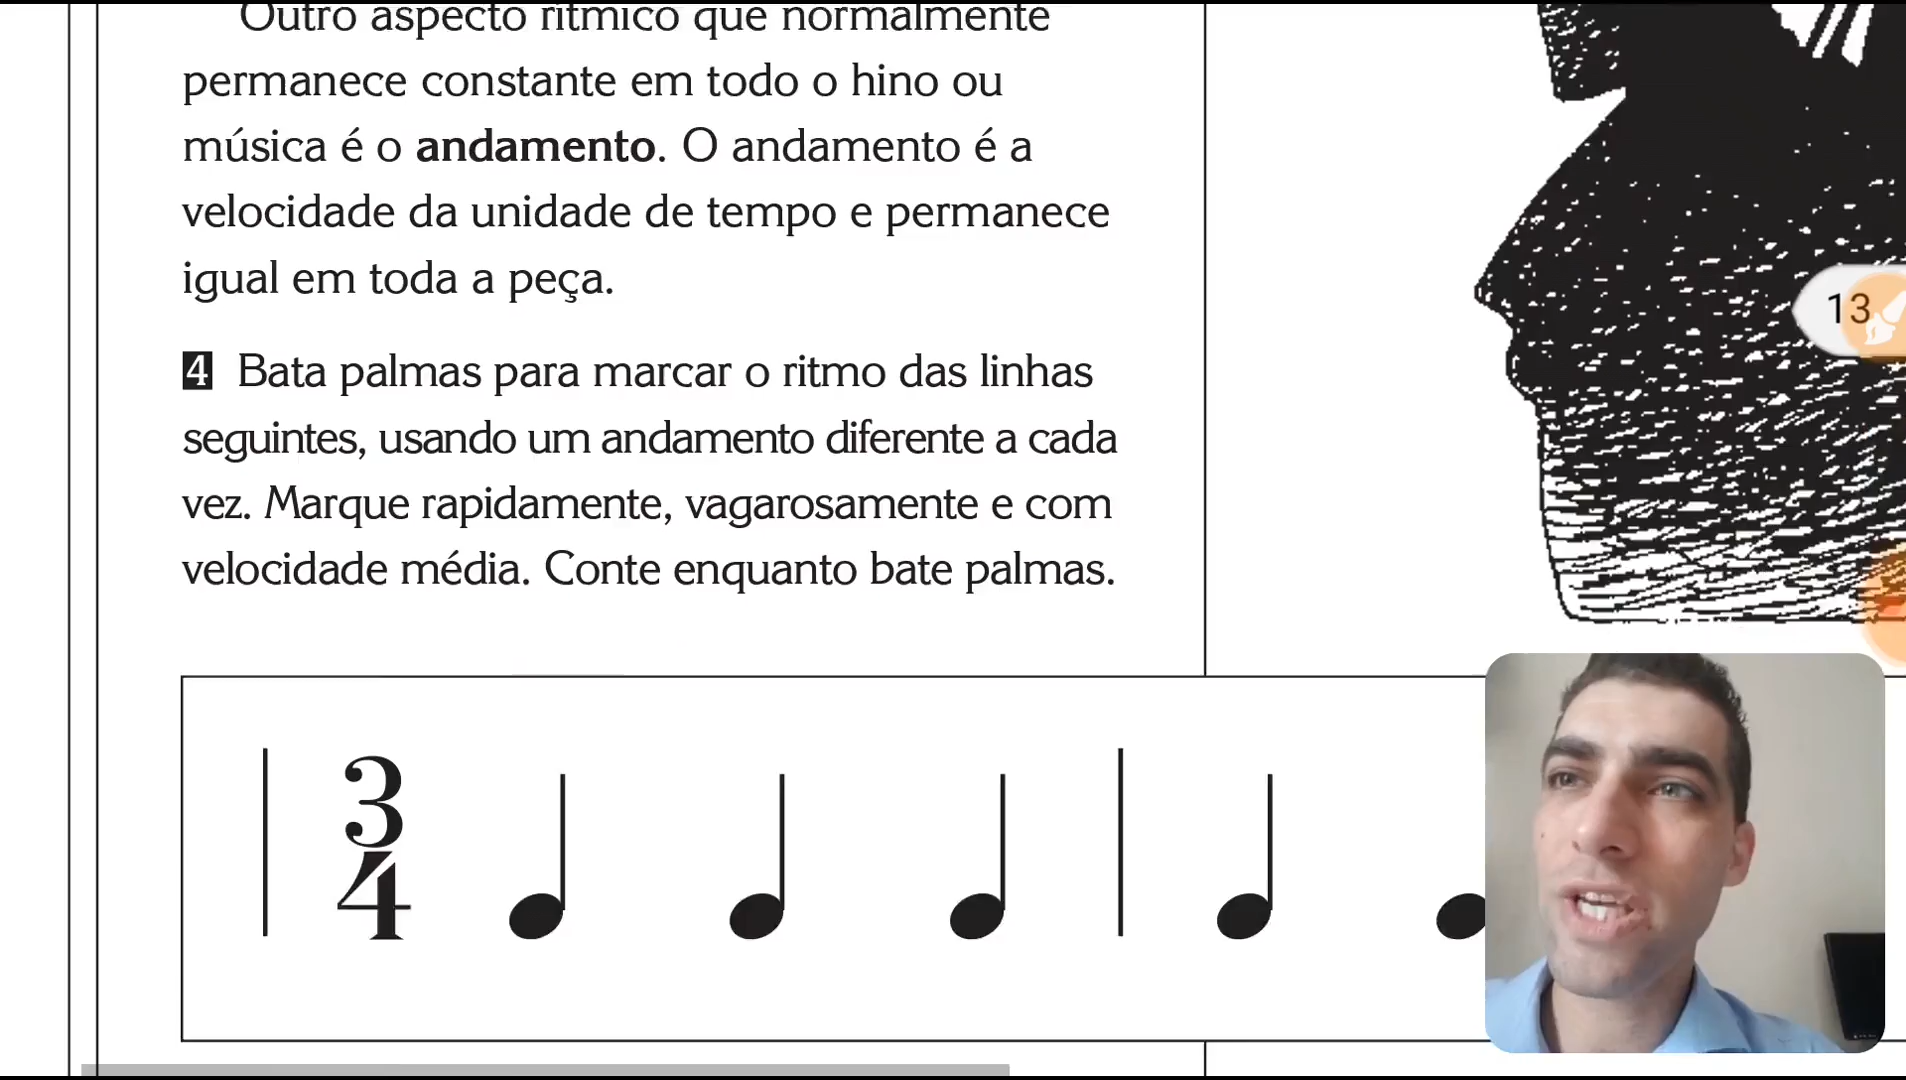 Outro aspecto rítmico que normalmente
permanece constante em todo o hino ou
música é o andamento. O andamento é a
velocidade da unidade de tempo e permanece
igual em toda a peça.
4 Bata palmas para marcar o ritmo das linhas
seguintes, usando um andamento diferente a cada
vez. Marque rapidamente, vagarosamente e com
velocidade média. Conte enquanto bate palmas.
13
3
4